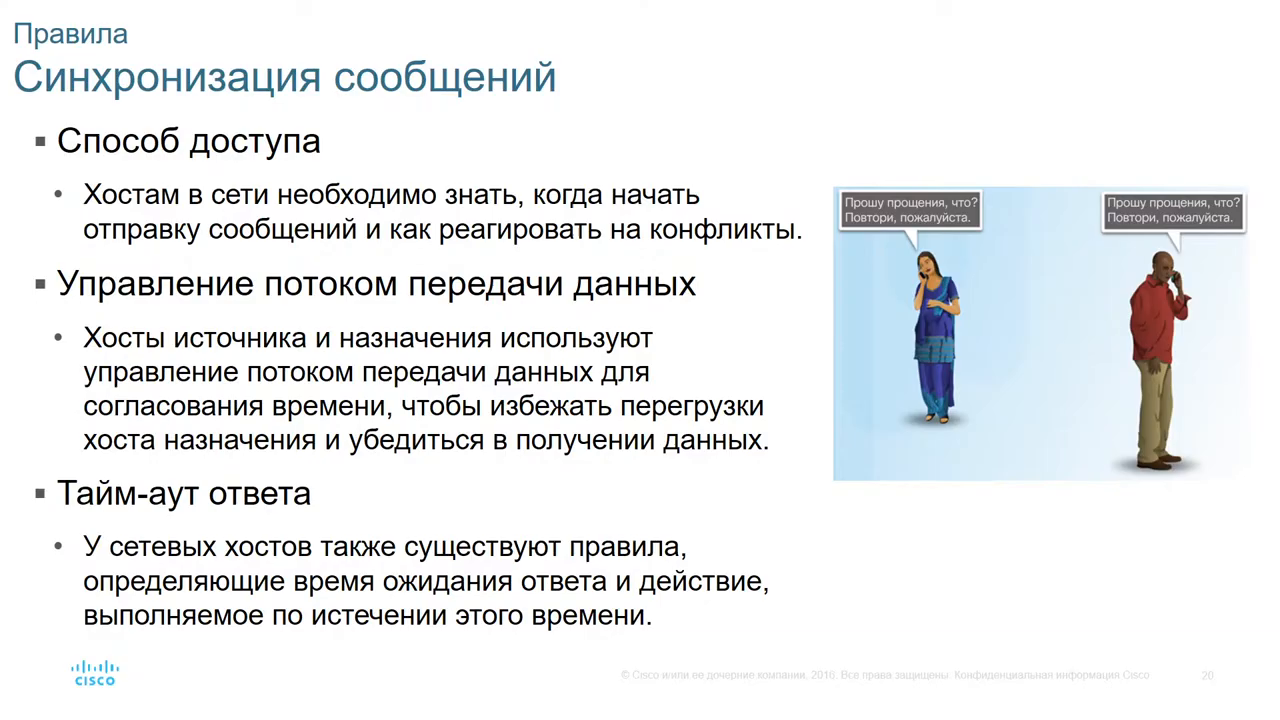 Правила
Синхронизация сообщений
▪ Способ доступа
• Хостам в сети необходимо знать, когда начать
отправку сообщений и как реагировать на конфликты.
▪ Управление потоком передачи данных
• Хосты источника и назначения используют
управление потоком передачи данных для
согласования времени, чтобы избежать перегрузки
хоста назначения и убедиться в получении данных.
▪ Тайм-аут ответа
• У сетевых хостов также существуют правила,
определяющие время ожидания ответа и действие,
выполняемое по истечении этого времени.
Прошу прощения, что?
Повтори, пожалуйста.
Прошу прощения, что?
Повтори, пожалуйста.
CISCO
© Cisco и/или ее дочерние компании, 2016. Все права защищены. Конфиденциальная информация Cisco
20